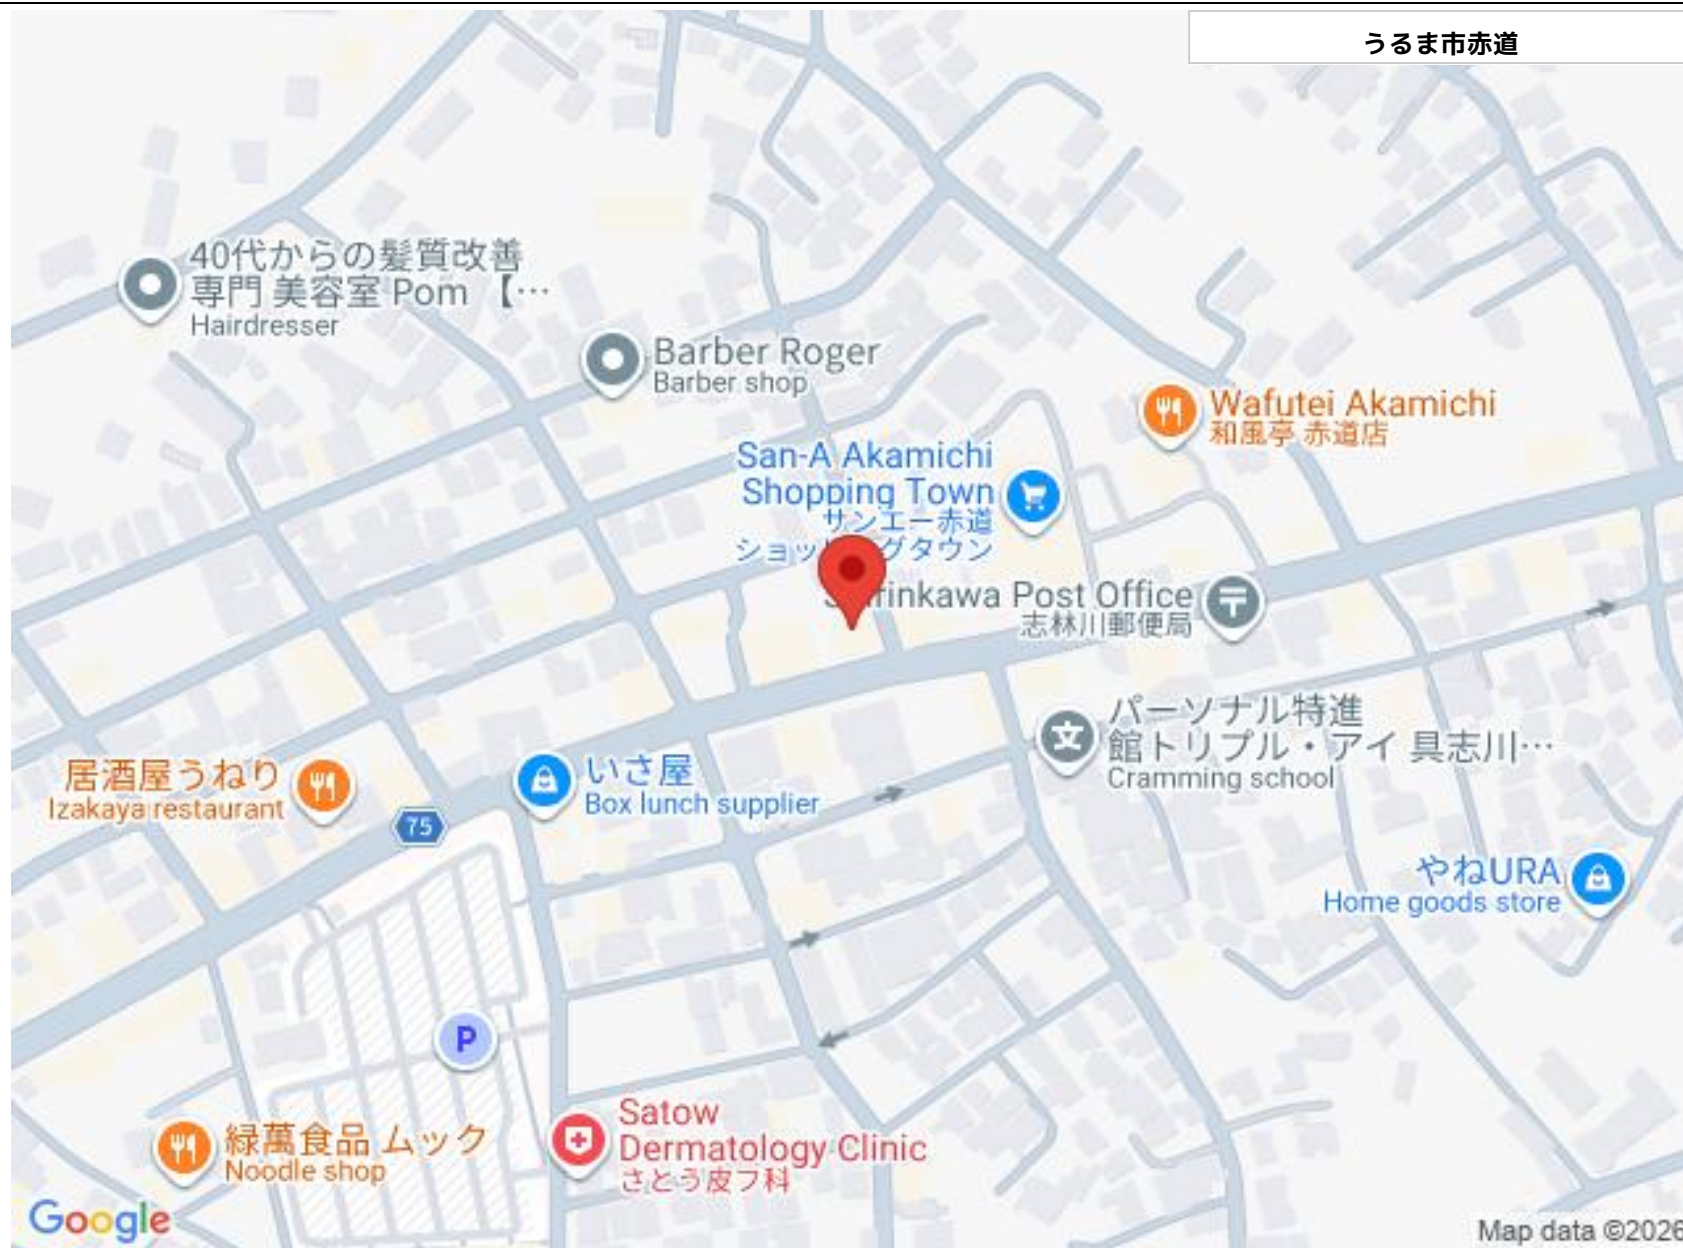 うるま市赤道
40代からの髪質改善
専門 美容室 Pom 【…
Hairdresser
Barber Roger
Barber shop
Wafutei Akamichi
和風亭 赤道店
San-A Akamichi
Shopping Town
サンエー赤道
ショッ グタウン
rinkawa Post Office
志林川郵便局
パーソナル特進
館トリプル・アイ 具志川…
Cramming school
居酒屋うねり
Izakaya restaurant
いさ屋
Box lunch supplier
75
やねURA
Home goods store
P
Satow
Dermatology Clinic
さとう皮フ科
緑萬食品 ムック
Noodle shop
Google
Map data ©2026